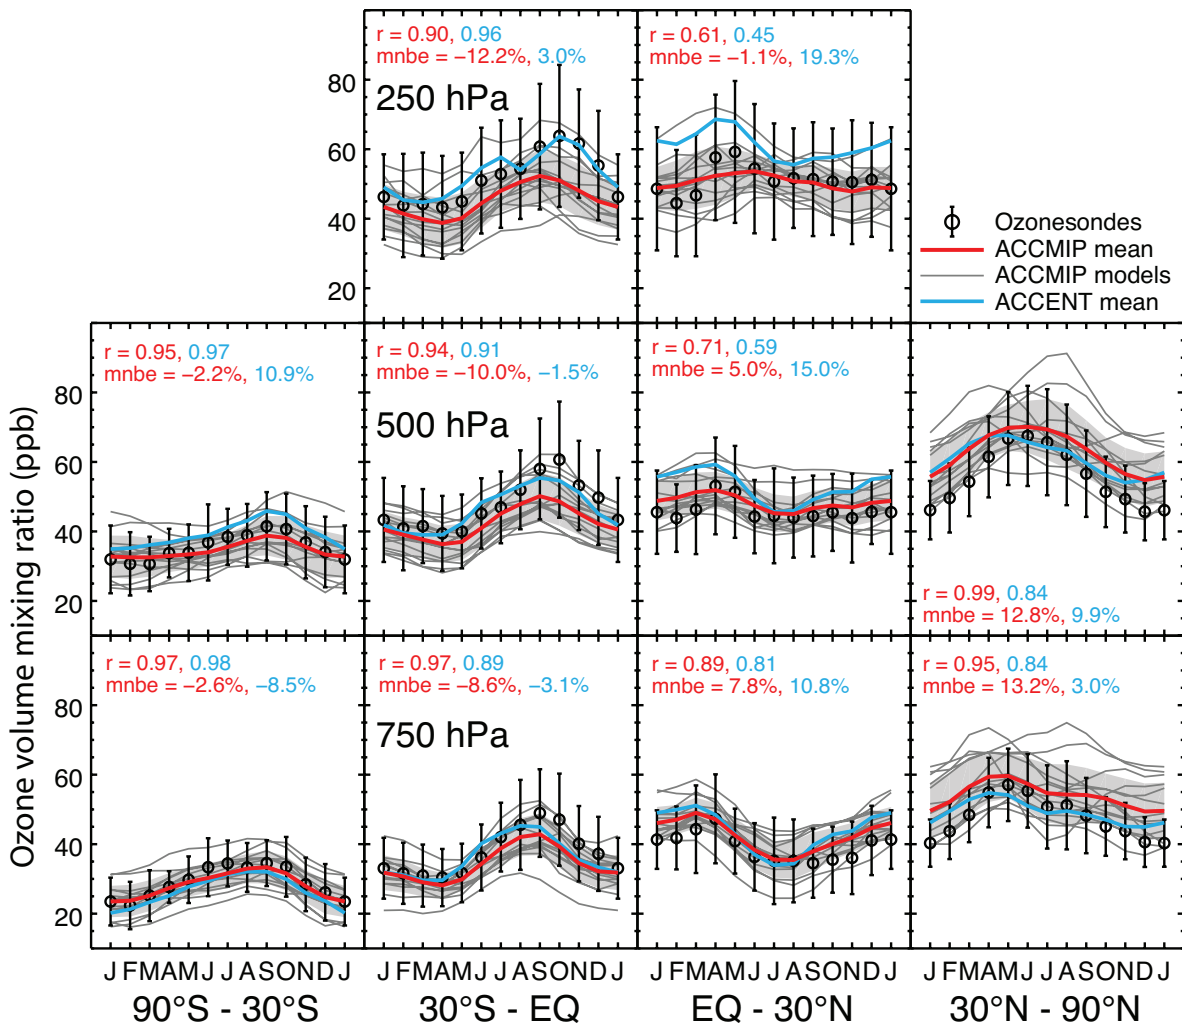 r = 0.90, 0.96
mnbe = −12.2%, 3.0%
250 hPa
80
60
40
20
r = 0.61, 0.45
mnbe = −1.1%, 19.3%
Ozonesondes
ACCMIP mean
ACCMIP models
ACCENT mean
Ozone volume mixing ratio (ppb)
80
60
40
20
r = 0.95, 0.97
mnbe = −2.2%, 10.9%
r = 0.94, 0.91
mnbe = −10.0%, −1.5%
500 hPa
r = 0.71, 0.59
mnbe = 5.0%, 15.0%
r = 0.99, 0.84
mnbe = 12.8%, 9.9%
80
60
40
20
r = 0.97, 0.98
mnbe = −2.6%, −8.5%
r = 0.97, 0.89
mnbe = −8.6%, −3.1%
750 hPa
r = 0.89, 0.81
mnbe = 7.8%, 10.8%
r = 0.95, 0.84
mnbe = 13.2%, 3.0%
J FMAMJ J ASOND J
J FMAMJ J ASOND J
J FMAMJ J ASOND J
J FMAMJ J ASOND J
90°S - 30°S
30°S - EQ
EQ - 30°N
30°N - 90°N